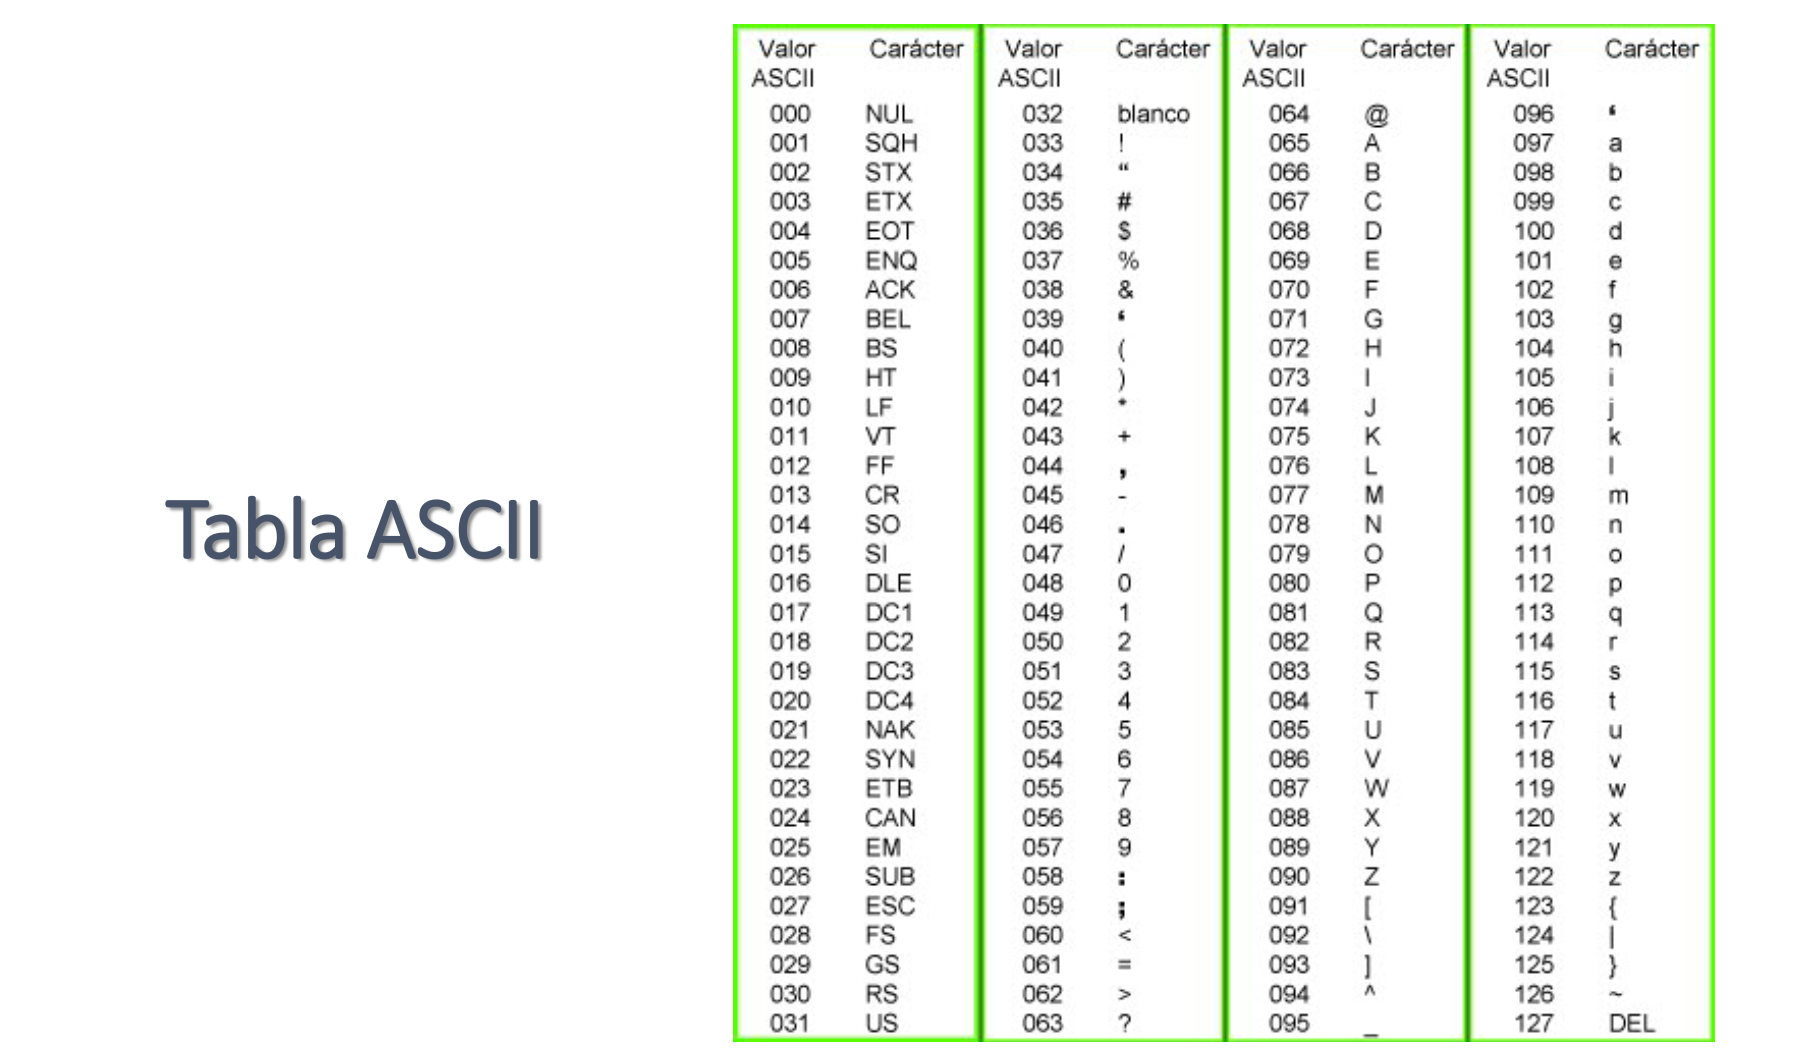 Tabla ASCII
Valor Carácter Valor Carácter Valor Carácter Valor Carácter
ASCII ASCII ASCII ASCII
000 NUL 032 blanco 064 @ 096 ‘
001 SQH 033 ! 065 A 097 a
002 STX 034 “ 066 B 098 b
003 ETX 035 # 067 C 099 c
004 EOT 036 $ 068 D 100 d
005 ENQ 037 % 069 E 101 e
006 ACK 038 & 070 F 102 f
007 BEL 039 ‘ 071 G 103 g
008 BS 040 ( 072 H 104 h
009 HT 041 ) 073 I 105 i
010 LF 042 * 074 J 106 j
011 VT 043 + 075 K 107 k
012 FF 044 , 076 L 108 l
013 CR 045 - 077 M 109 m
014 SO 046 . 078 N 110 n
015 SI 047 / 079 O 111 o
016 DLE 048 0 080 P 112 p
017 DC1 049 1 081 Q 113 q
018 DC2 050 2 082 R 114 r
019 DC3 051 3 083 S 115 s
020 DC4 052 4 084 T 116 t
021 NAK 053 5 085 U 117 u
022 SYN 054 6 086 V 118 v
023 ETB 055 7 087 W 119 w
024 CAN 056 8 088 X 120 x
025 EM 057 9 089 Y 121 y
026 SUB 058 : 090 Z 122 z
027 ESC 059 ; 091 [ 123 {
028 FS 060 < 092 \ 124 |
029 GS 061 = 093 ] 125 }
030 RS 062 > 094 ^ 126 ~
031 US 063 ? 095 _ 127 DEL